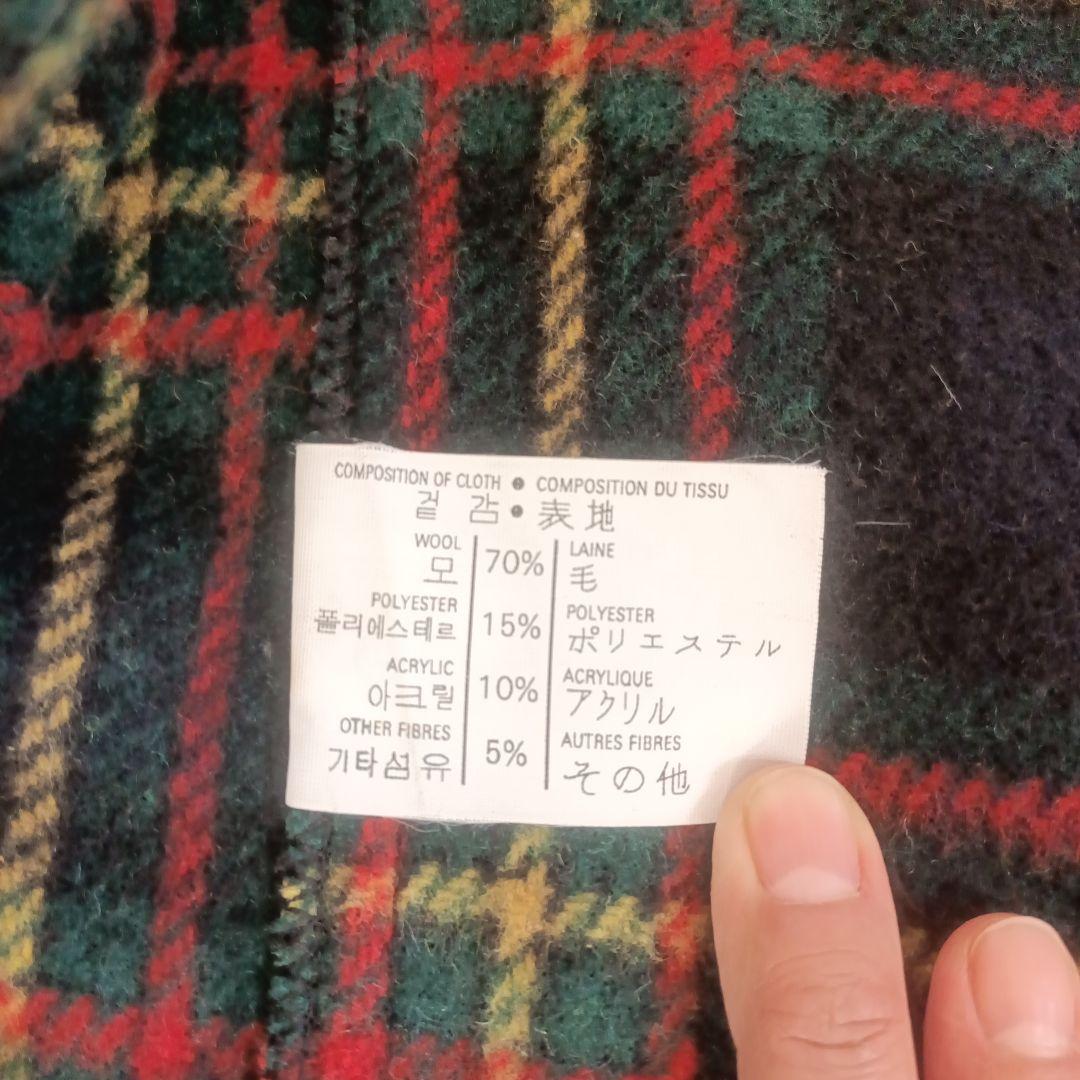 COMPOSITION OF CLOTH ● COMPOSITION DU TISSU
겉 감 ● 表地
WOOL 70% LAINE
모 毛
POLYESTER 15% POLYESTER
폴리에스테르 ポリエステル
ACRYLIC 10% ACRYLIQUE
아크릴 アクリル
OTHER FIBRES 5% AUTRES FIBRES
기타섬유 その他